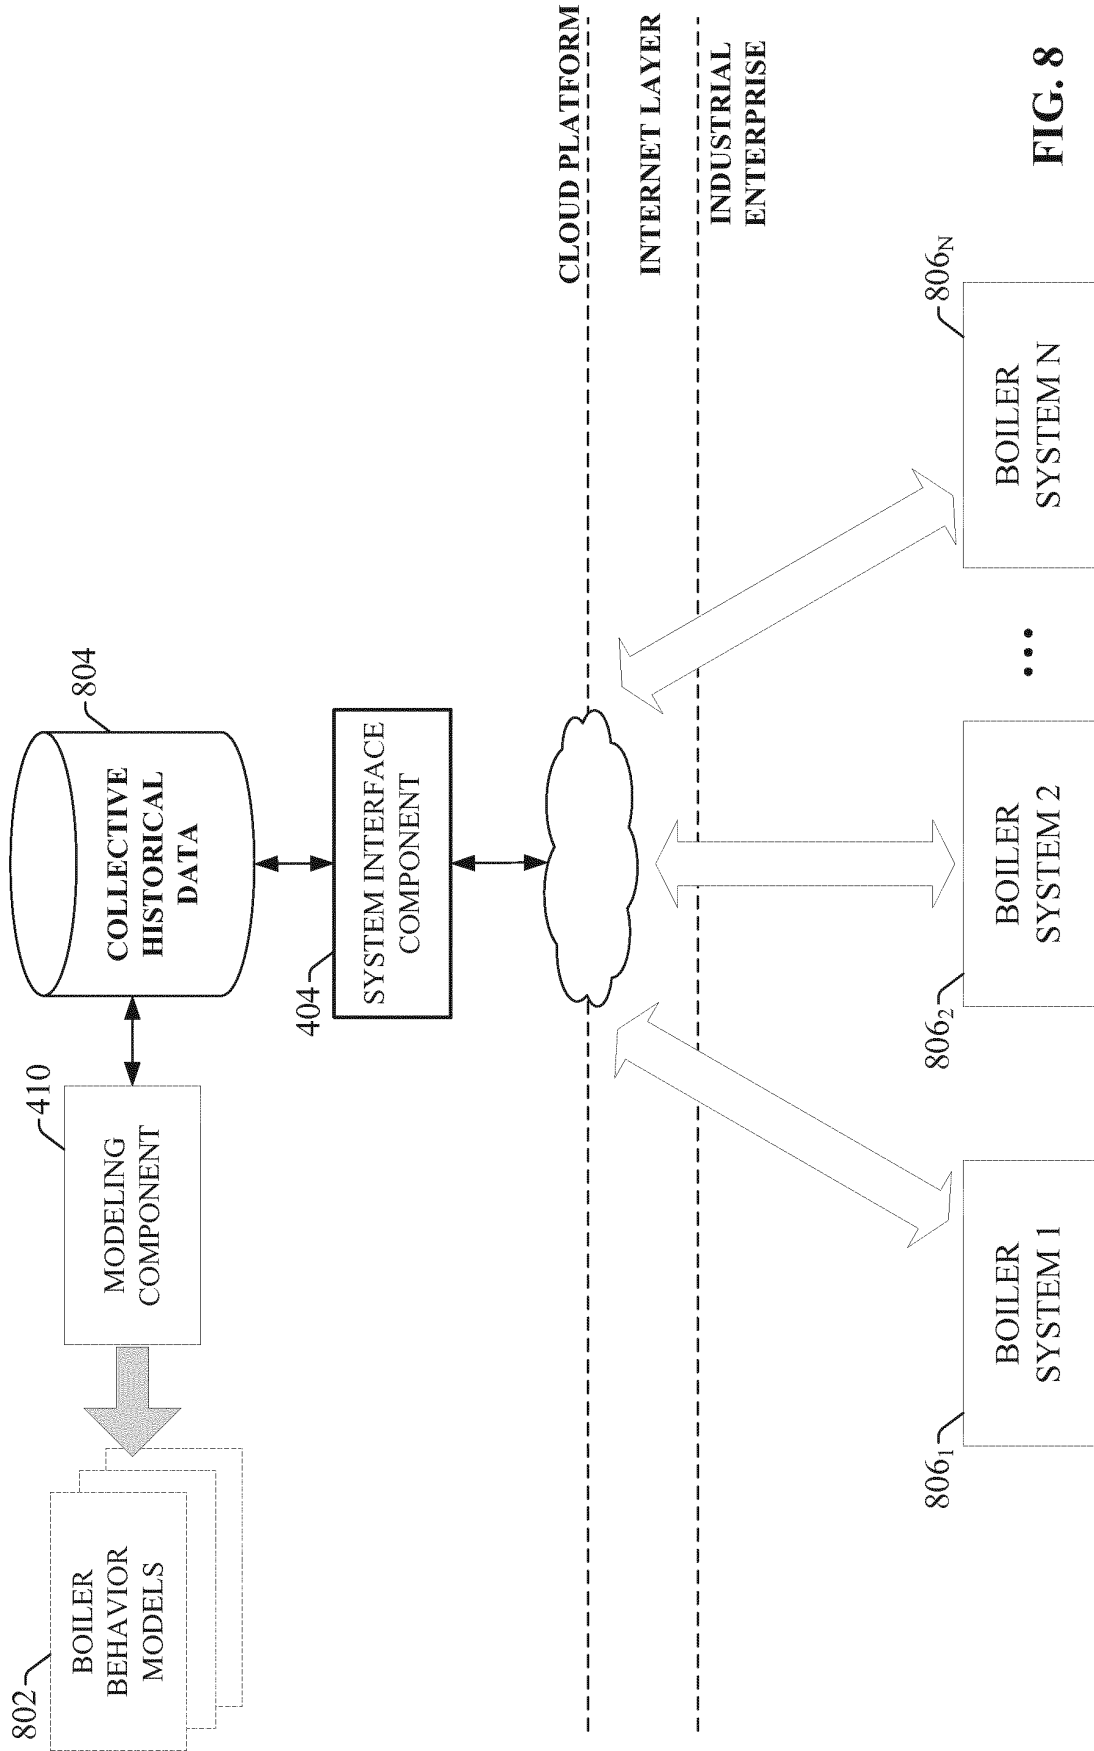 802
BOILER
BEHAVIOR
MODELS
410
MODELING
COMPONENT
804
COLLECTIVE
HISTORICAL
DATA
404
SYSTEM INTERFACE
COMPONENT
CLOUD PLATFORM
INTERNET LAYER
INDUSTRIAL
ENTERPRISE
806₁
BOILER
SYSTEM 1
806₂
BOILER
SYSTEM 2
...
806N
BOILER
SYSTEM N
FIG. 8